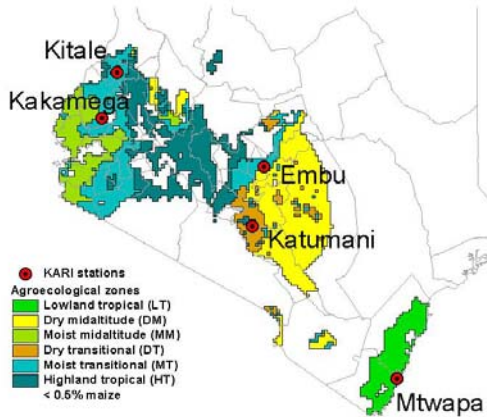 Kitale
Kakamega
Embu
Katumani
Mtwapa
KARI stations
Agroecological zones
Lowland tropical (LT)
Dry midaltitude (DM)
Moist midaltitude (MM)
Dry transitional (DT)
Moist transitional (MT)
Highland tropical (HT)
< 0.5% maize